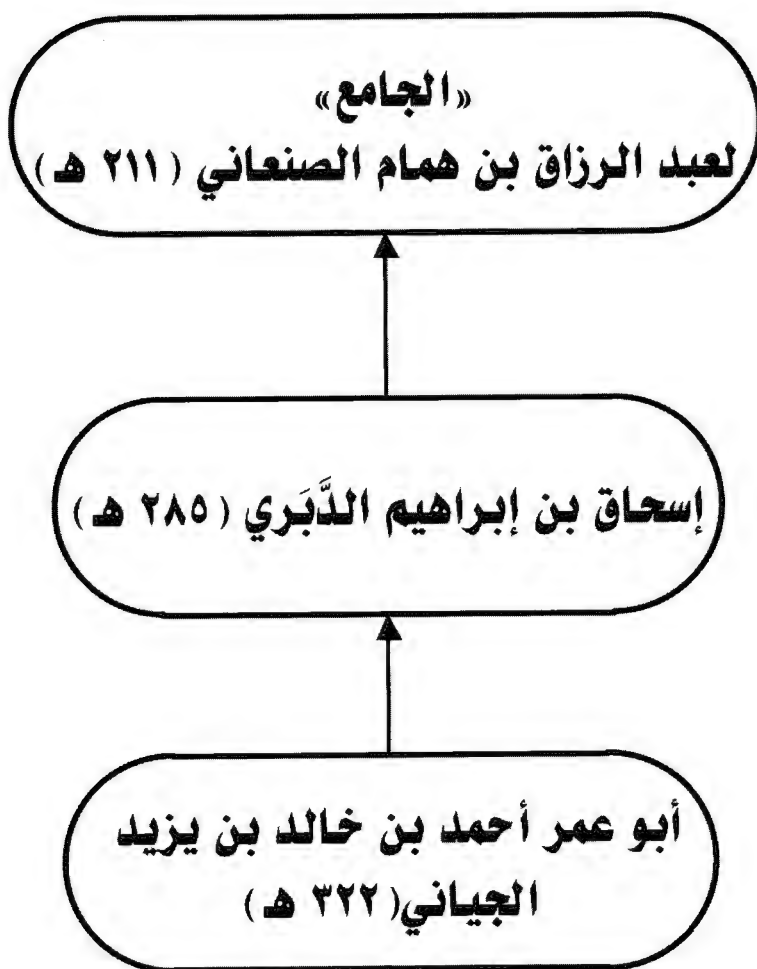 «الجامع»
لعبد الرزاق بن همام الصنعاني (٢١١ هـ)
إسحاق بن إبراهيم الدَّبَري (٢٨٥ هـ)
أبو عمر أحمد بن خالد بن يزيد
الجياني(٣٢٢ هـ)